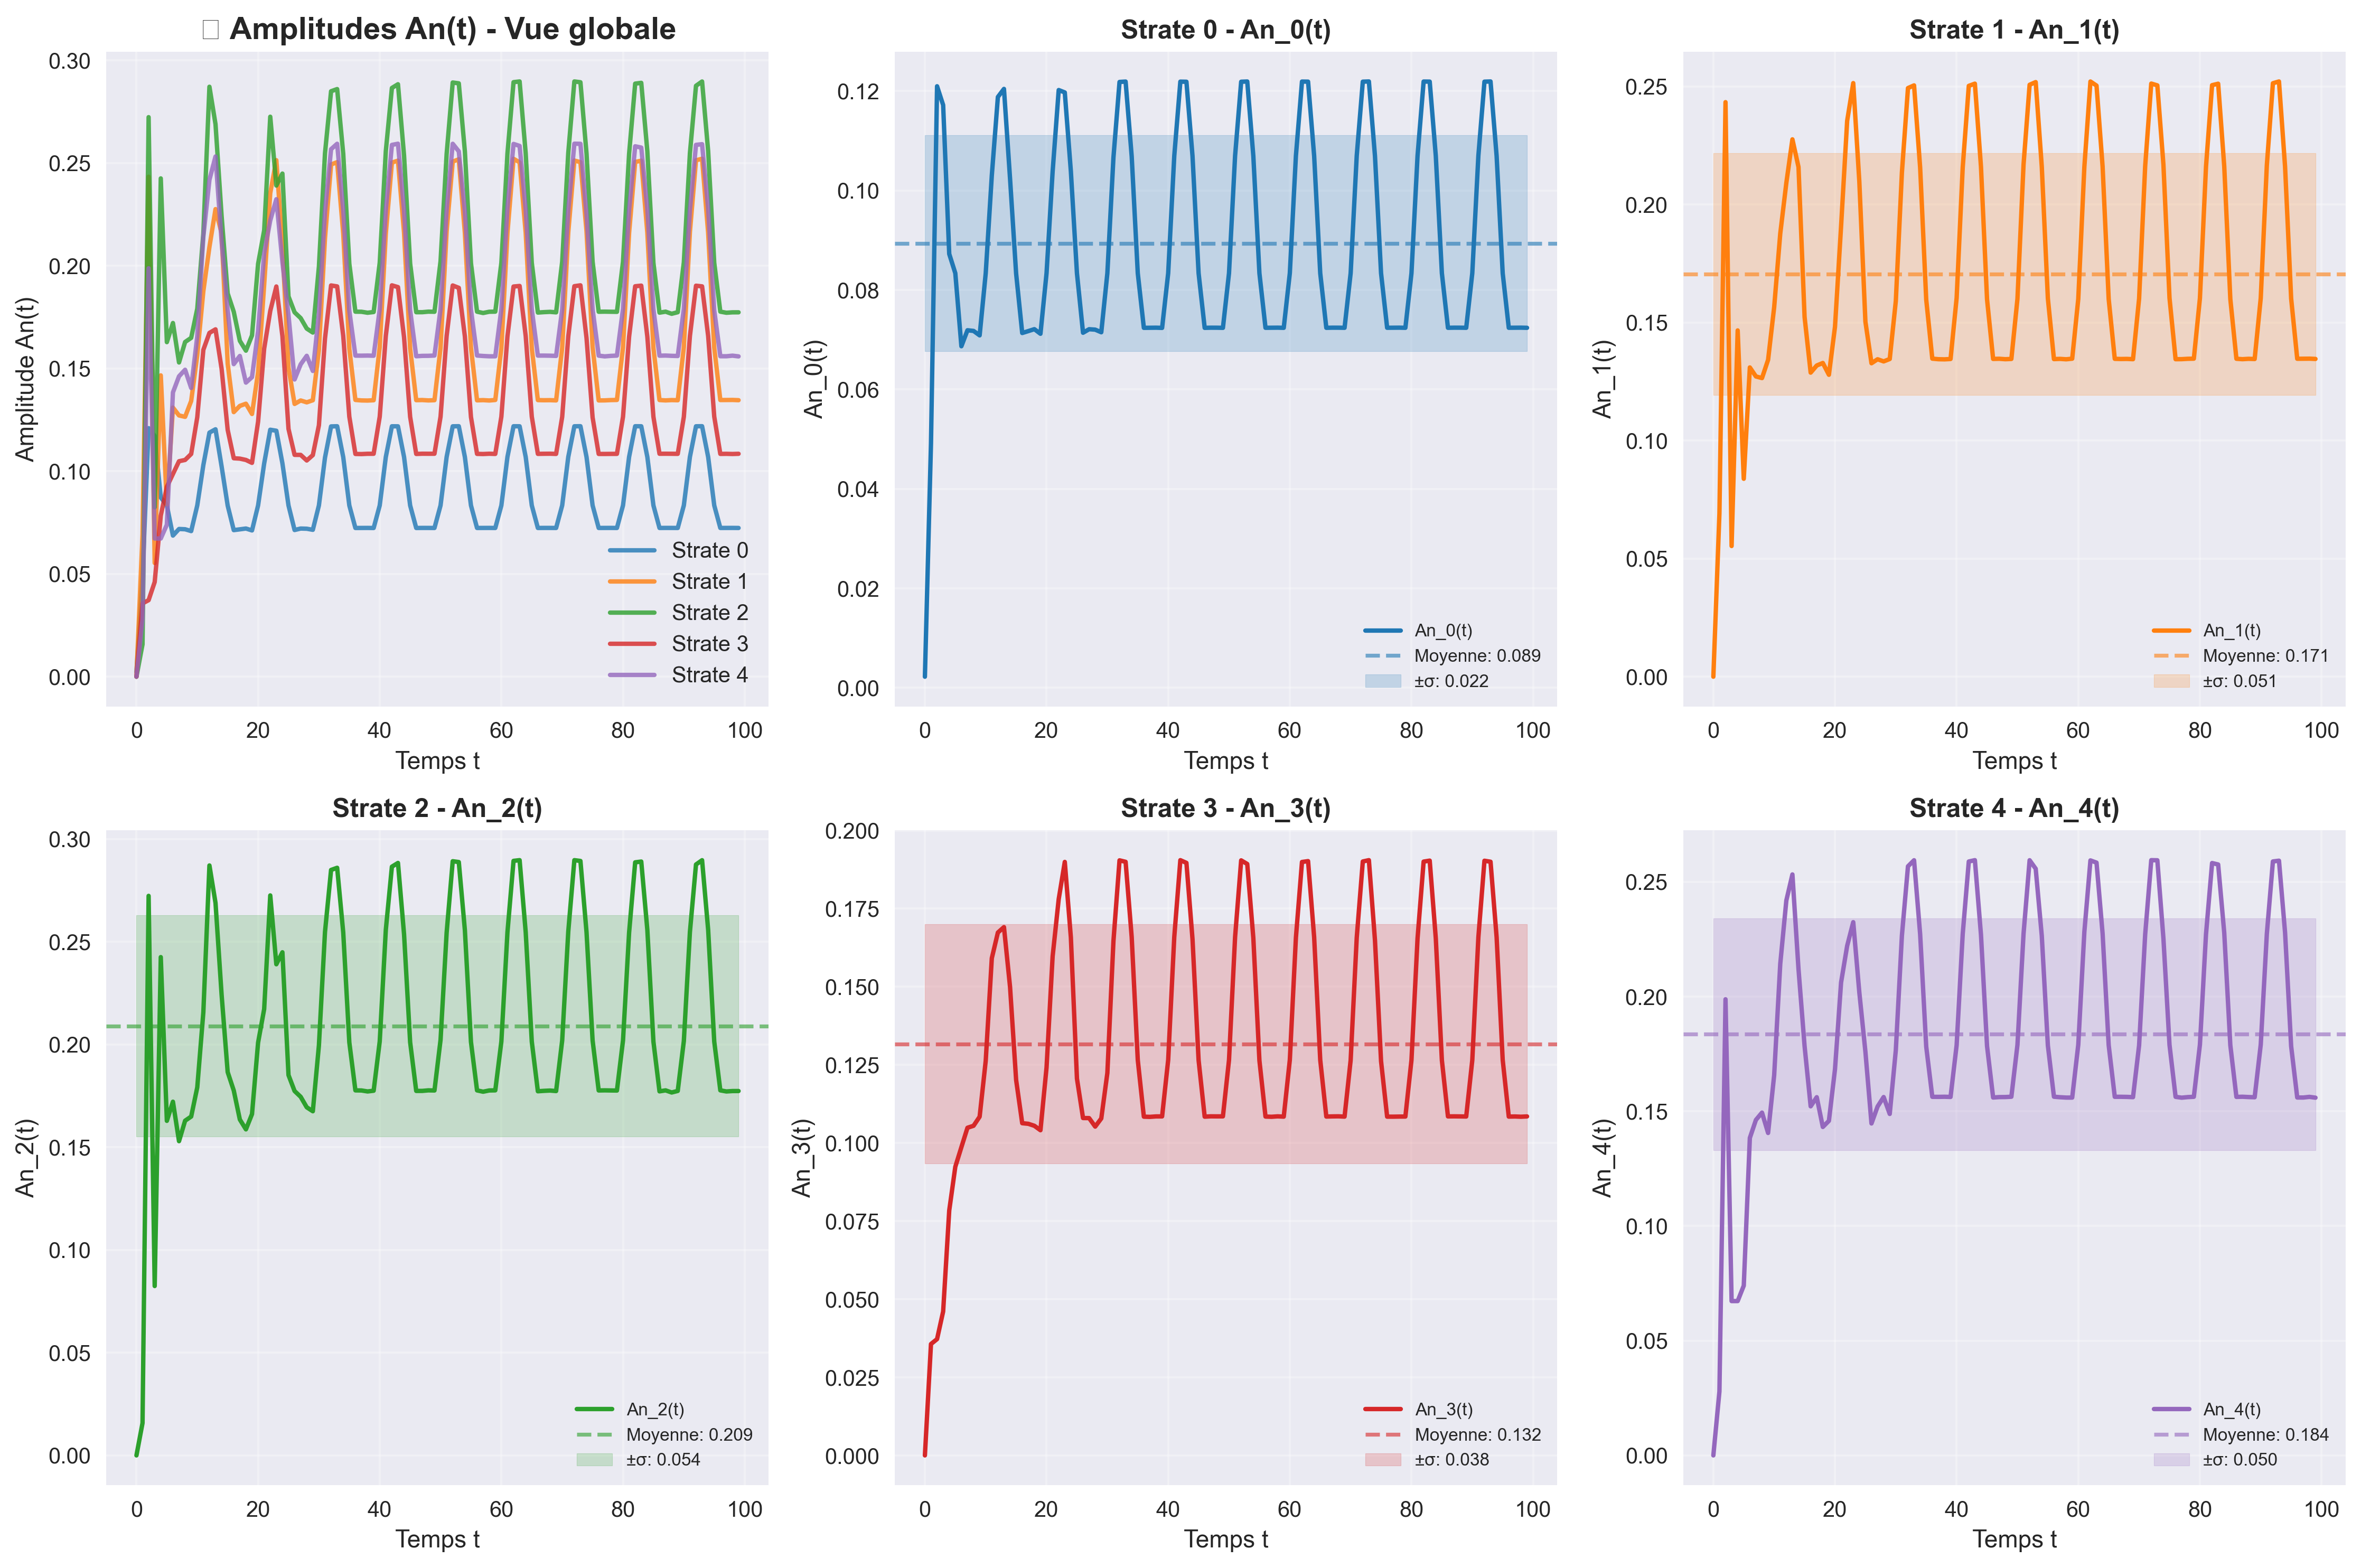 Amplitudes An(t) - Vue globale
0.30
0.25
0.20
0.15
0.10
0.05
0.00
Amplitude An(t)
0 20 40 60 80 100
Temps t
Strate 0
Strate 1
Strate 2
Strate 3
Strate 4
Strate 0 - An_0(t)
0.12
0.10
0.08
0.06
0.04
0.02
0.00
An_0(t)
0 20 40 60 80 100
Temps t
An_0(t)
Moyenne: 0.089
±σ: 0.022
Strate 1 - An_1(t)
0.25
0.20
0.15
0.10
0.05
0.00
An_1(t)
0 20 40 60 80 100
Temps t
An_1(t)
Moyenne: 0.171
±σ: 0.051
Strate 2 - An_2(t)
0.30
0.25
0.20
0.15
0.10
0.05
0.00
An_2(t)
0 20 40 60 80 100
Temps t
An_2(t)
Moyenne: 0.209
±σ: 0.054
Strate 3 - An_3(t)
0.200
0.175
0.150
0.125
0.100
0.075
0.050
0.025
0.000
An_3(t)
0 20 40 60 80 100
Temps t
An_3(t)
Moyenne: 0.132
±σ: 0.038
Strate 4 - An_4(t)
0.25
0.20
0.15
0.10
0.05
0.00
An_4(t)
0 20 40 60 80 100
Temps t
An_4(t)
Moyenne: 0.184
±σ: 0.050